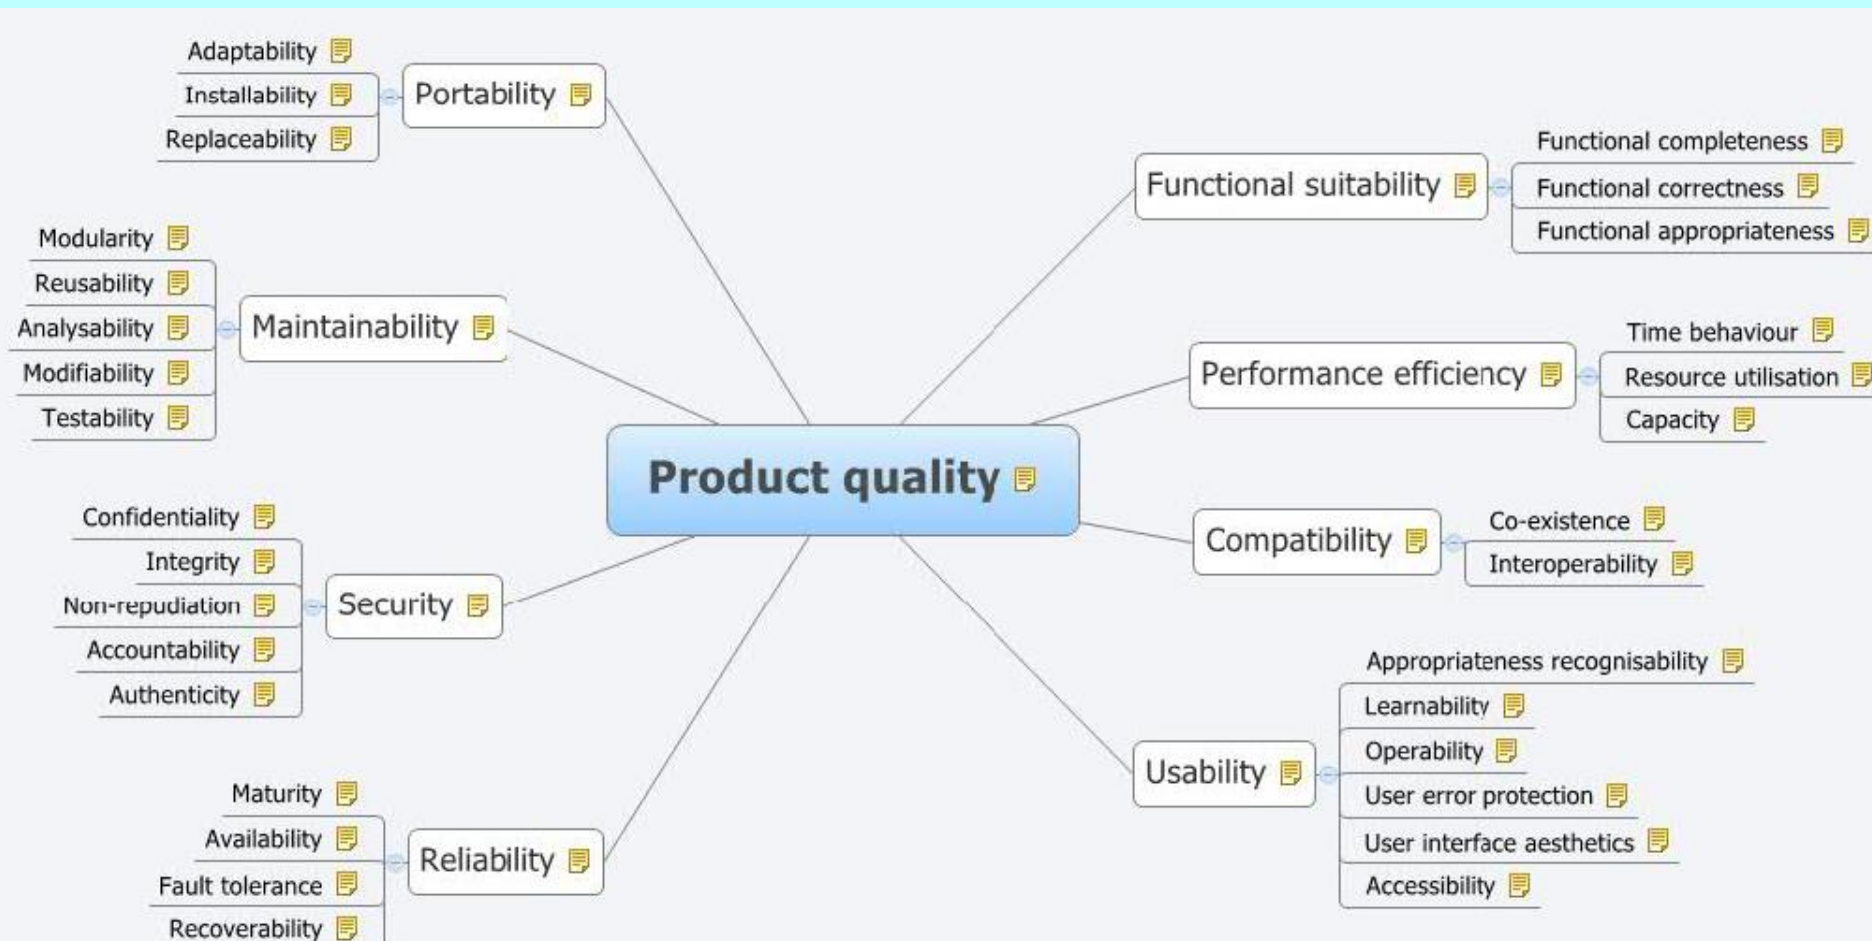 Product quality
Portability
Adaptability
Installability
Replaceability
Maintainability
Modularity
Reusability
Analysability
Modifiability
Testability
Security
Confidentiality
Integrity
Non-repudiation
Accountability
Authenticity
Reliability
Maturity
Availability
Fault tolerance
Recoverability
Functional suitability
Functional completeness
Functional correctness
Functional appropriateness
Performance efficiency
Time behaviour
Resource utilisation
Capacity
Compatibility
Co-existence
Interoperability
Usability
Appropriateness recognisability
Learnability
Operability
User error protection
User interface aesthetics
Accessibility